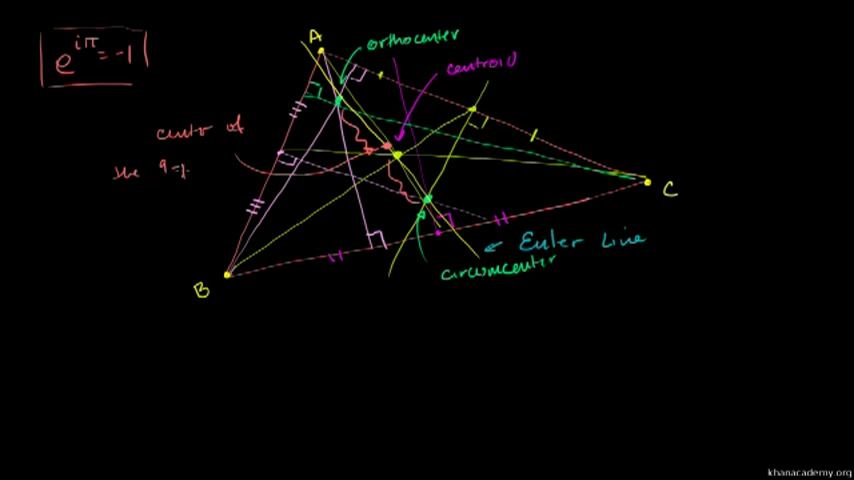 e^{iπ} = -1
A
orthocenter
centroid
center of
the 9-
C
Euler Line
circumcenter
B
khanacademy.org